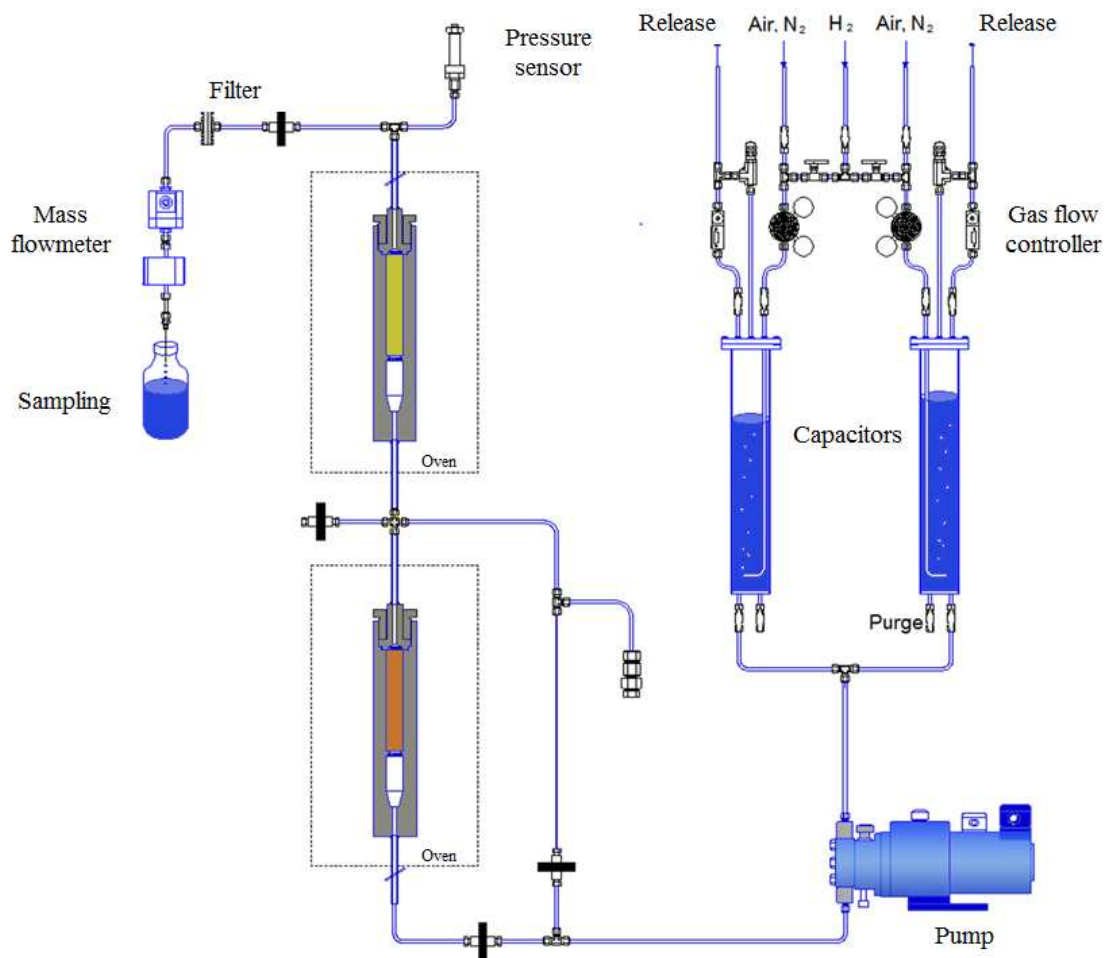 Release
Air, N₂
H₂
Air, N₂
Release
Pressure
sensor
Filter
Mass
flowmeter
Gas flow
controller
Sampling
Capacitors
Oven
Purge
Oven
Pump